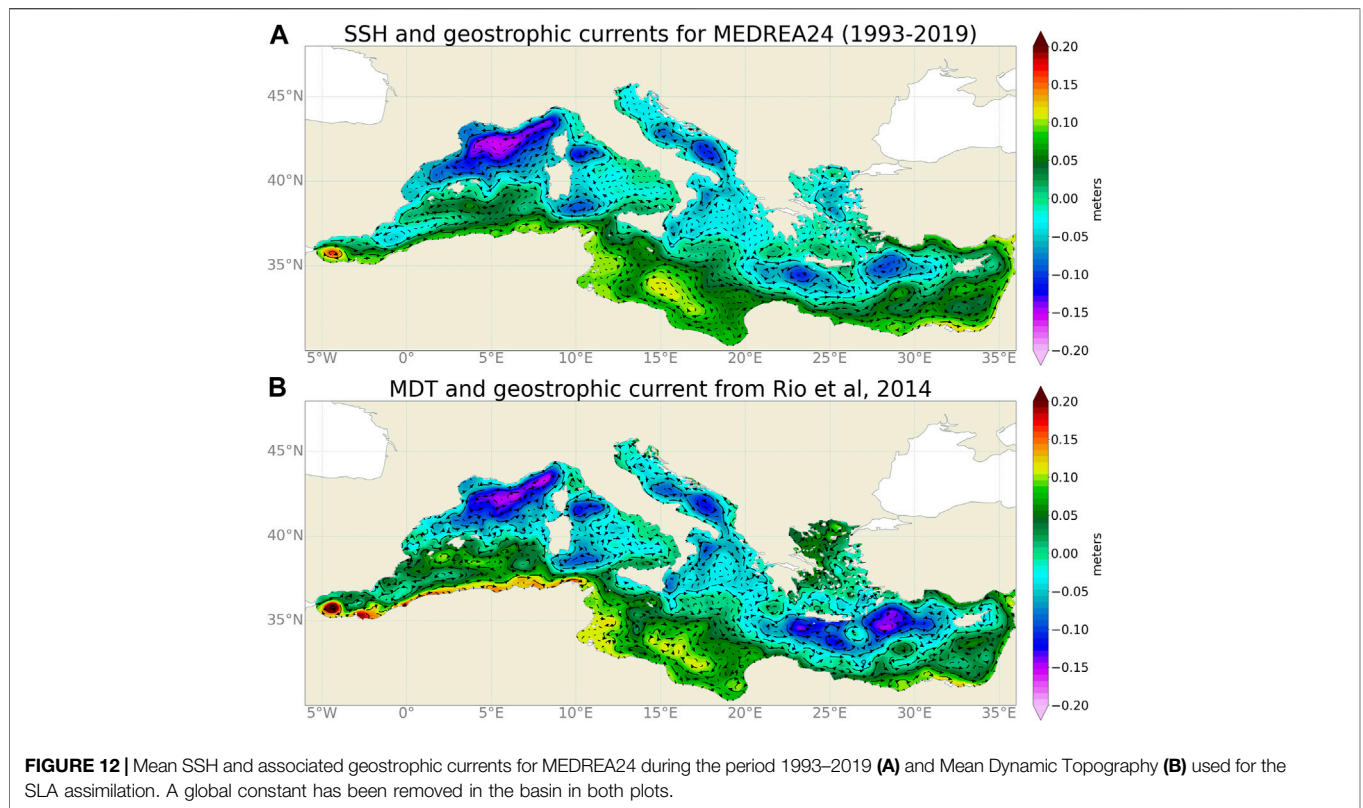 A
SSH and geostrophic currents for MEDREA24 (1993-2019)
45°N
40°N
35°N
5°W 0° 5°E 10°E 15°E 20°E 25°E 30°E 35°E
0.20
0.15
0.10
0.05
0.00
−0.05
−0.10
−0.15
−0.20
meters
B
MDT and geostrophic current from Rio et al, 2014
45°N
40°N
35°N
5°W 0° 5°E 10°E 15°E 20°E 25°E 30°E 35°E
0.20
0.15
0.10
0.05
0.00
−0.05
−0.10
−0.15
−0.20
meters
FIGURE 12 | Mean SSH and associated geostrophic currents for MEDREA24 during the period 1993–2019 (A) and Mean Dynamic Topography (B) used for the
SLA assimilation. A global constant has been removed in the basin in both plots.